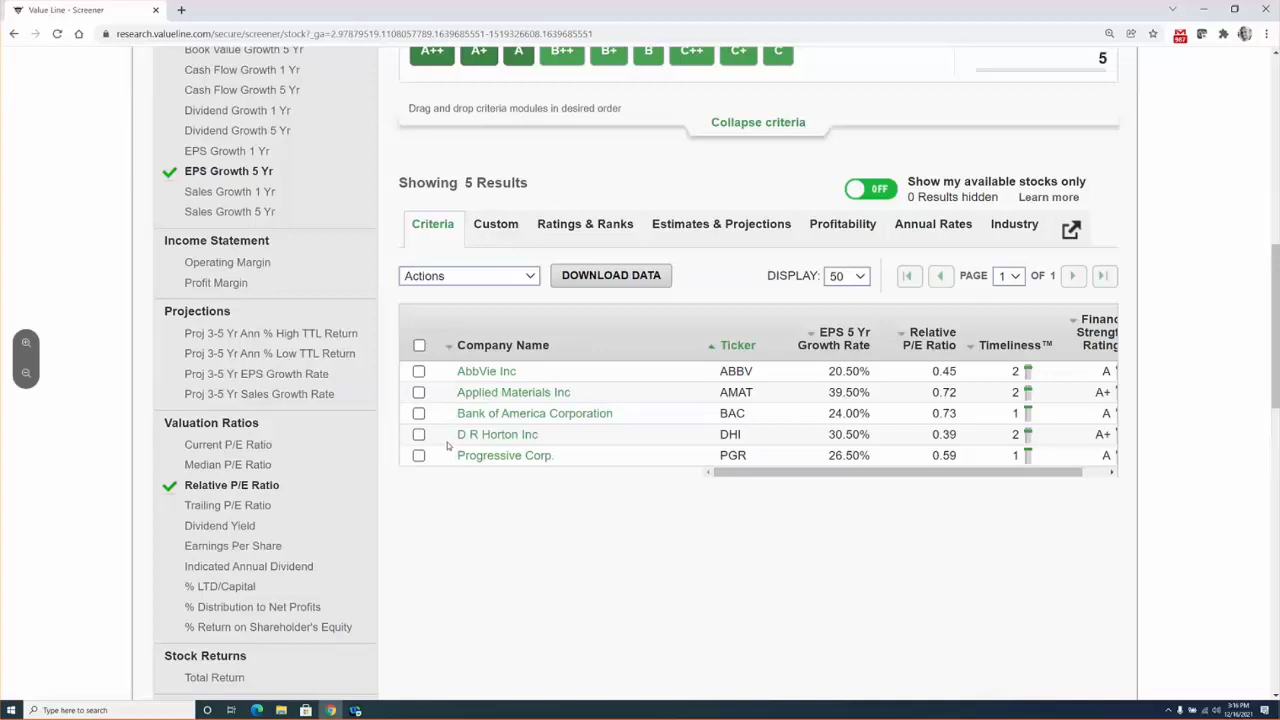 Value Line - Screener
research.valueline.com/secure/screener/stock?_ga=2.97879519.1108057789.1639685551-1519326608.1639685551
987
Book Value Growth 5 Yr
Cash Flow Growth 1 Yr
Cash Flow Growth 5 Yr
Dividend Growth 1 Yr
Dividend Growth 5 Yr
EPS Growth 1 Yr
EPS Growth 5 Yr
Sales Growth 1 Yr
Sales Growth 5 Yr
Income Statement
Operating Margin
Profit Margin
Projections
Proj 3-5 Yr Ann % High TTL Return
Proj 3-5 Yr Ann % Low TTL Return
Proj 3-5 Yr EPS Growth Rate
Proj 3-5 Yr Sales Growth Rate
Valuation Ratios
Current P/E Ratio
Median P/E Ratio
Relative P/E Ratio
Trailing P/E Ratio
Dividend Yield
Earnings Per Share
Indicated Annual Dividend
% LTD/Capital
% Distribution to Net Profits
% Return on Shareholder's Equity
Stock Returns
Total Return
A++ A+ A B++ B+ B C++ C+ C
5
Drag and drop criteria modules in desired order
Collapse criteria
Showing 5 Results
OFF
Show my available stocks only
0 Results hidden Learn more
Criteria Custom Ratings & Ranks Estimates & Projections Profitability Annual Rates Industry
Actions DOWNLOAD DATA DISPLAY: 50 PAGE 1 OF 1
Company Name Ticker EPS 5 Yr Growth Rate Relative P/E Ratio Timeliness™ Financ Strengt Rating
AbbVie Inc ABBV 20.50% 0.45 2 A
Applied Materials Inc AMAT 39.50% 0.72 2 A+
Bank of America Corporation BAC 24.00% 0.73 1 A
D R Horton Inc DHI 30.50% 0.39 2 A+
Progressive Corp. PGR 26.50% 0.59 1 A
Type here to search
3:16 PM
12/16/2021